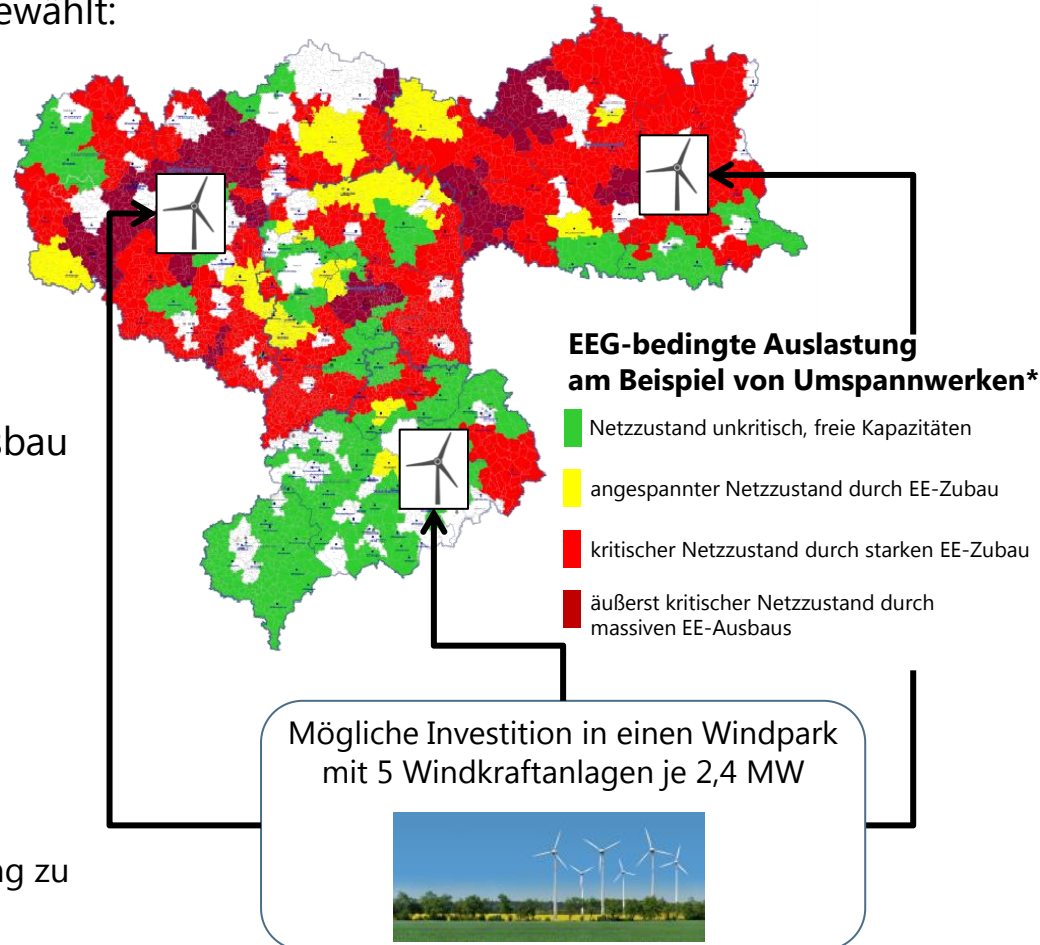 ewählt:
EEG-bedingte Auslastung
am Beispiel von Umspannwerken*
Netzzustand unkritisch, freie Kapazitäten
angespannter Netzzustand durch EE-Zubau
sbau
kritischer Netzzustand durch starken EE-Zubau
äußerst kritischer Netzzustand durch
massiven EE-Ausbaus
Mögliche Investition in einen Windpark
mit 5 Windkraftanlagen je 2,4 MW
ng zu